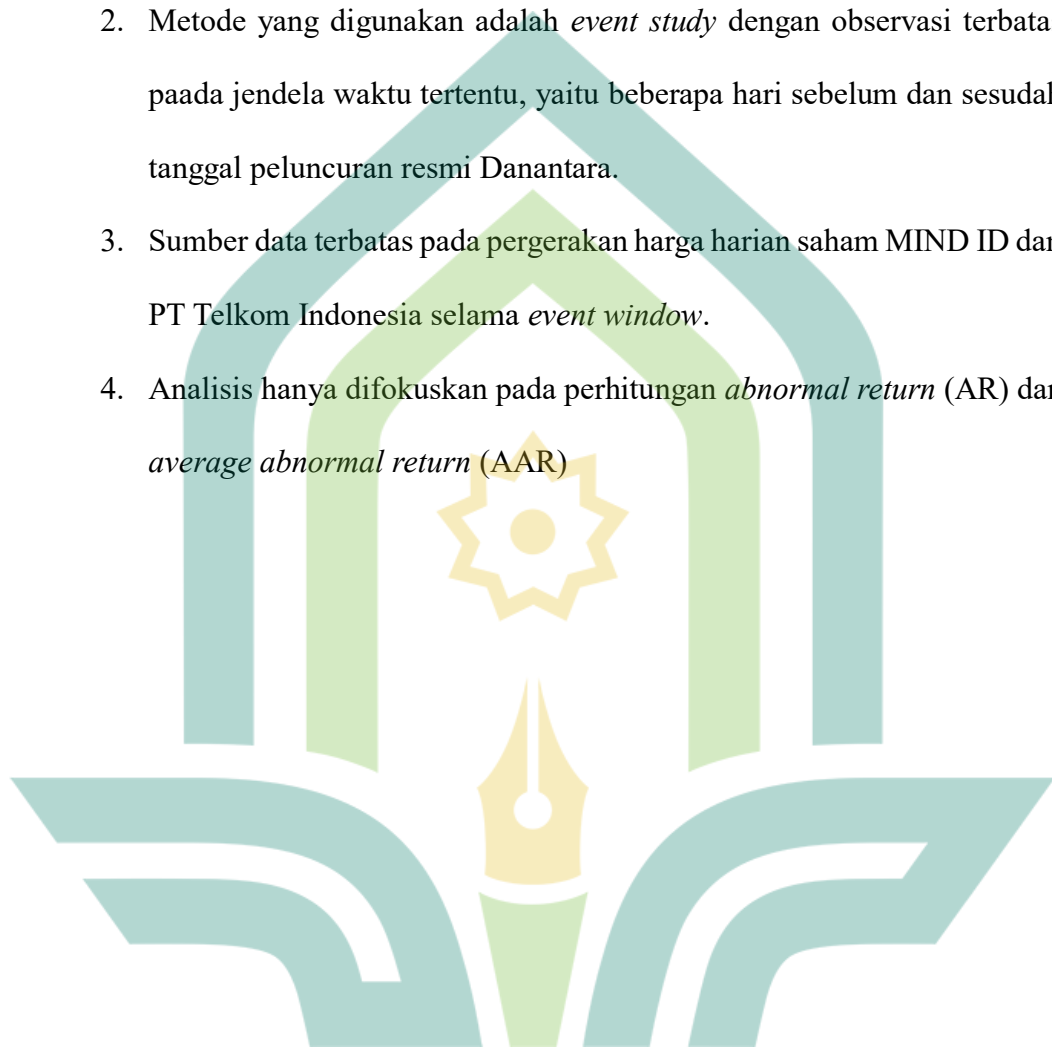 2. Metode yang digunakan adalah event study dengan observasi terbata
paada jendela waktu tertentu, yaitu beberapa hari sebelum dan sesudah
tanggal peluncuran resmi Danantara.
3. Sumber data terbatas pada pergerakan harga harian saham MIND ID dan
PT Telkom Indonesia selama event window.
4. Analisis hanya difokuskan pada perhitungan abnormal return (AR) dan
average abnormal return (AAR)